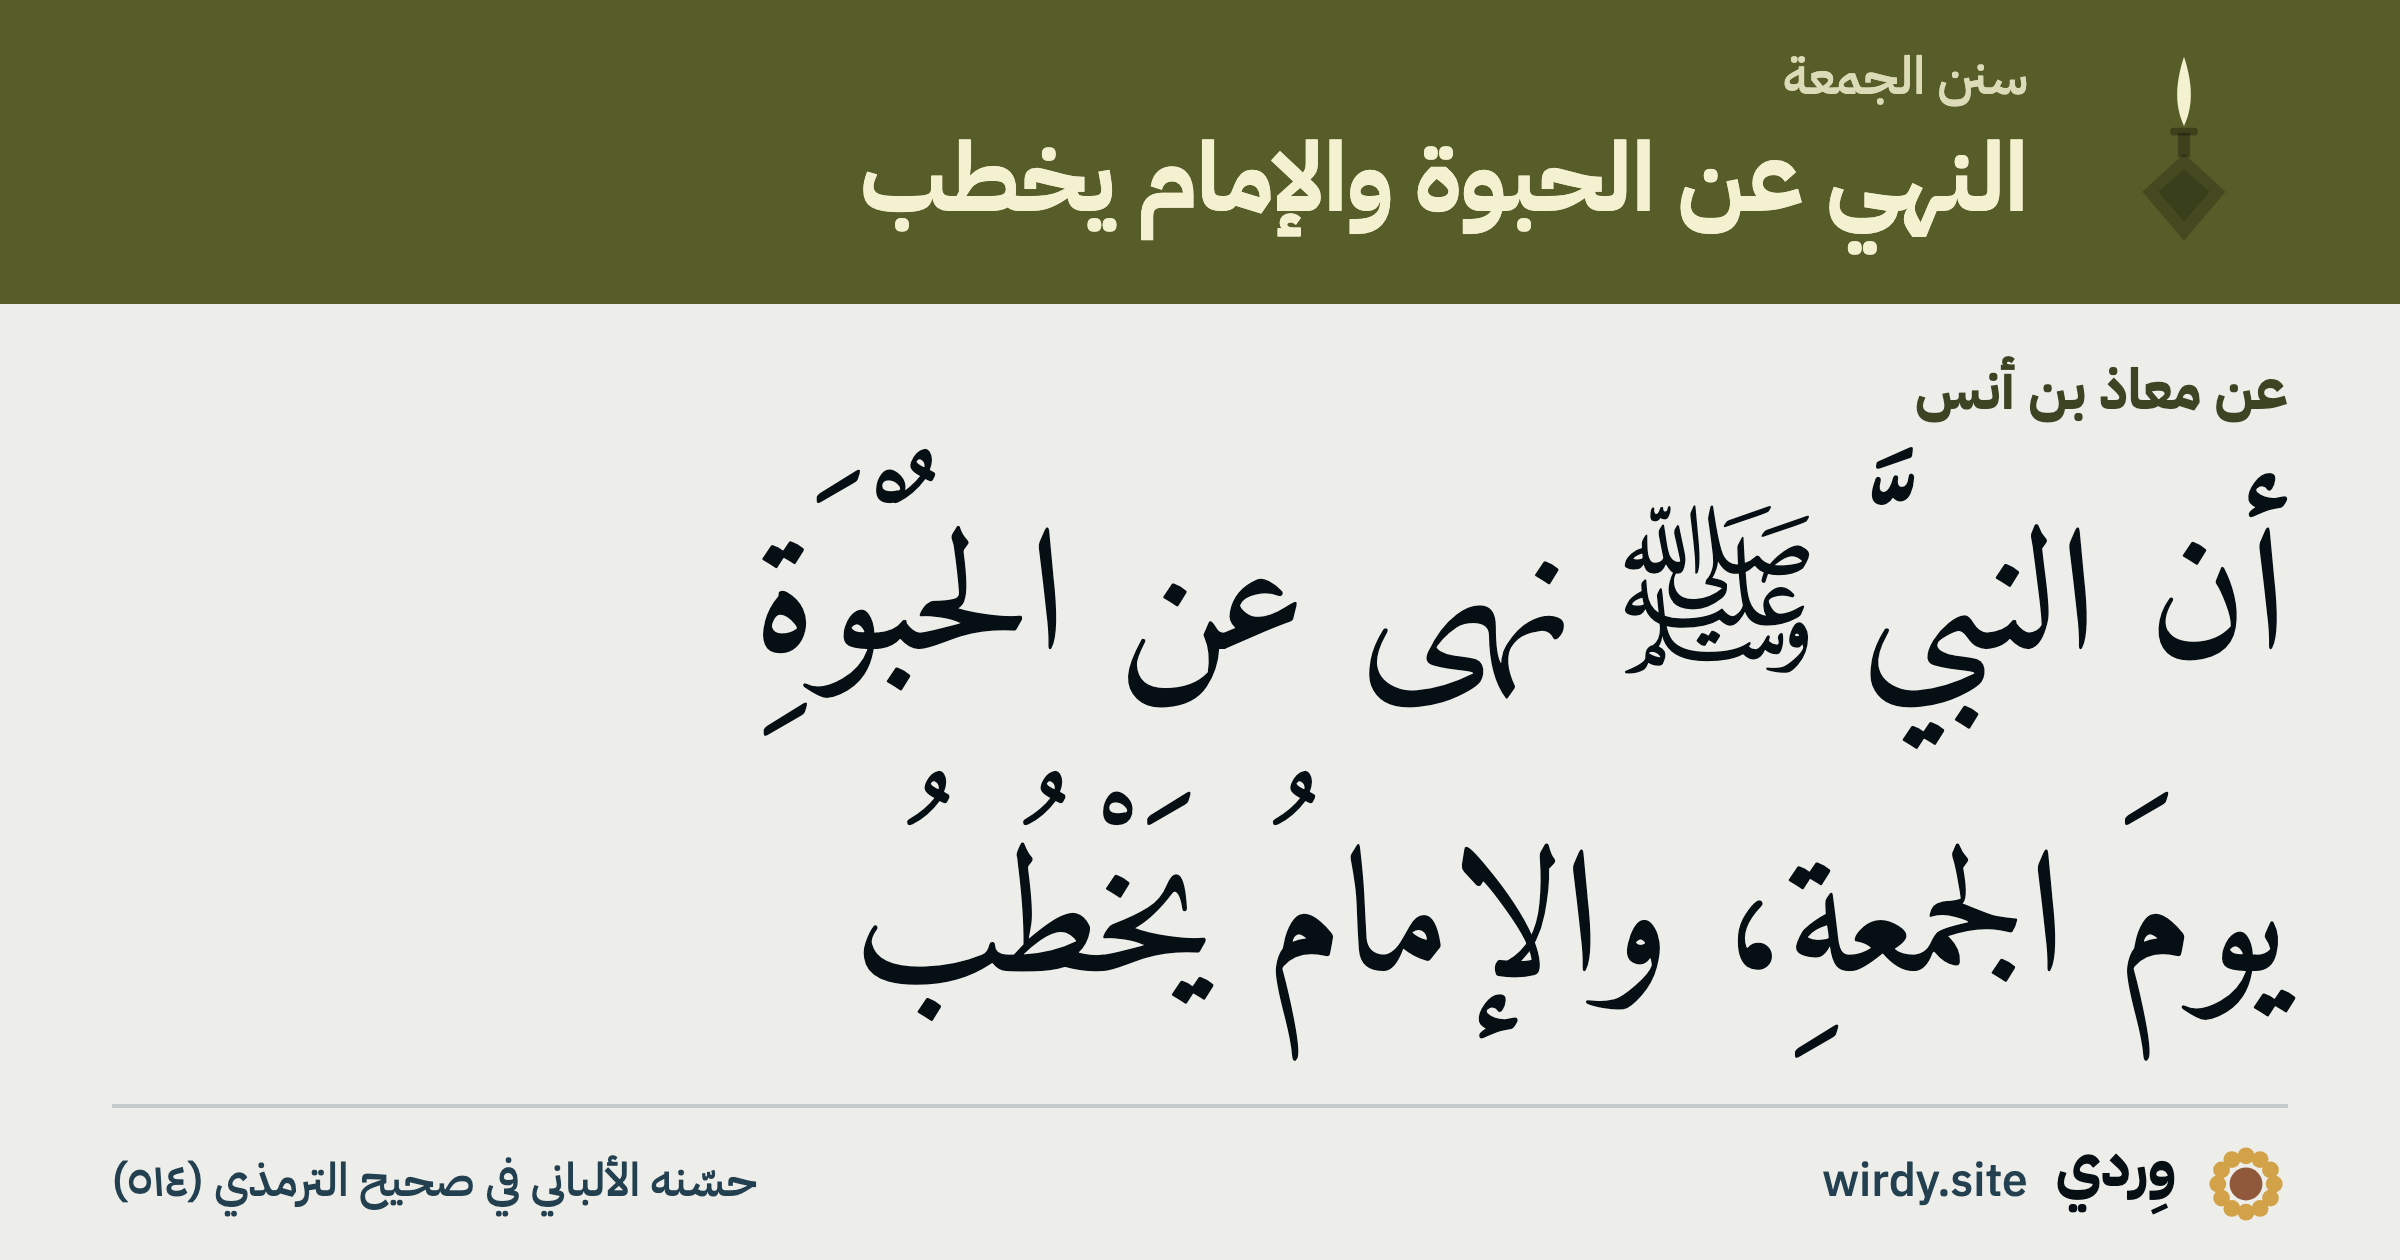 سنن الجمعة
النهي عن الحبوة والإمام يخطب
عن معاذ بن أنس
أن النبيَّ ﷺ نهى عن الحُبْوَةِ
يومَ الجمعةِ، والإمامُ يَخْطُبُ
وِردي wirdy.site
حسّنه الألباني في صحيح الترمذي (٥١٤)